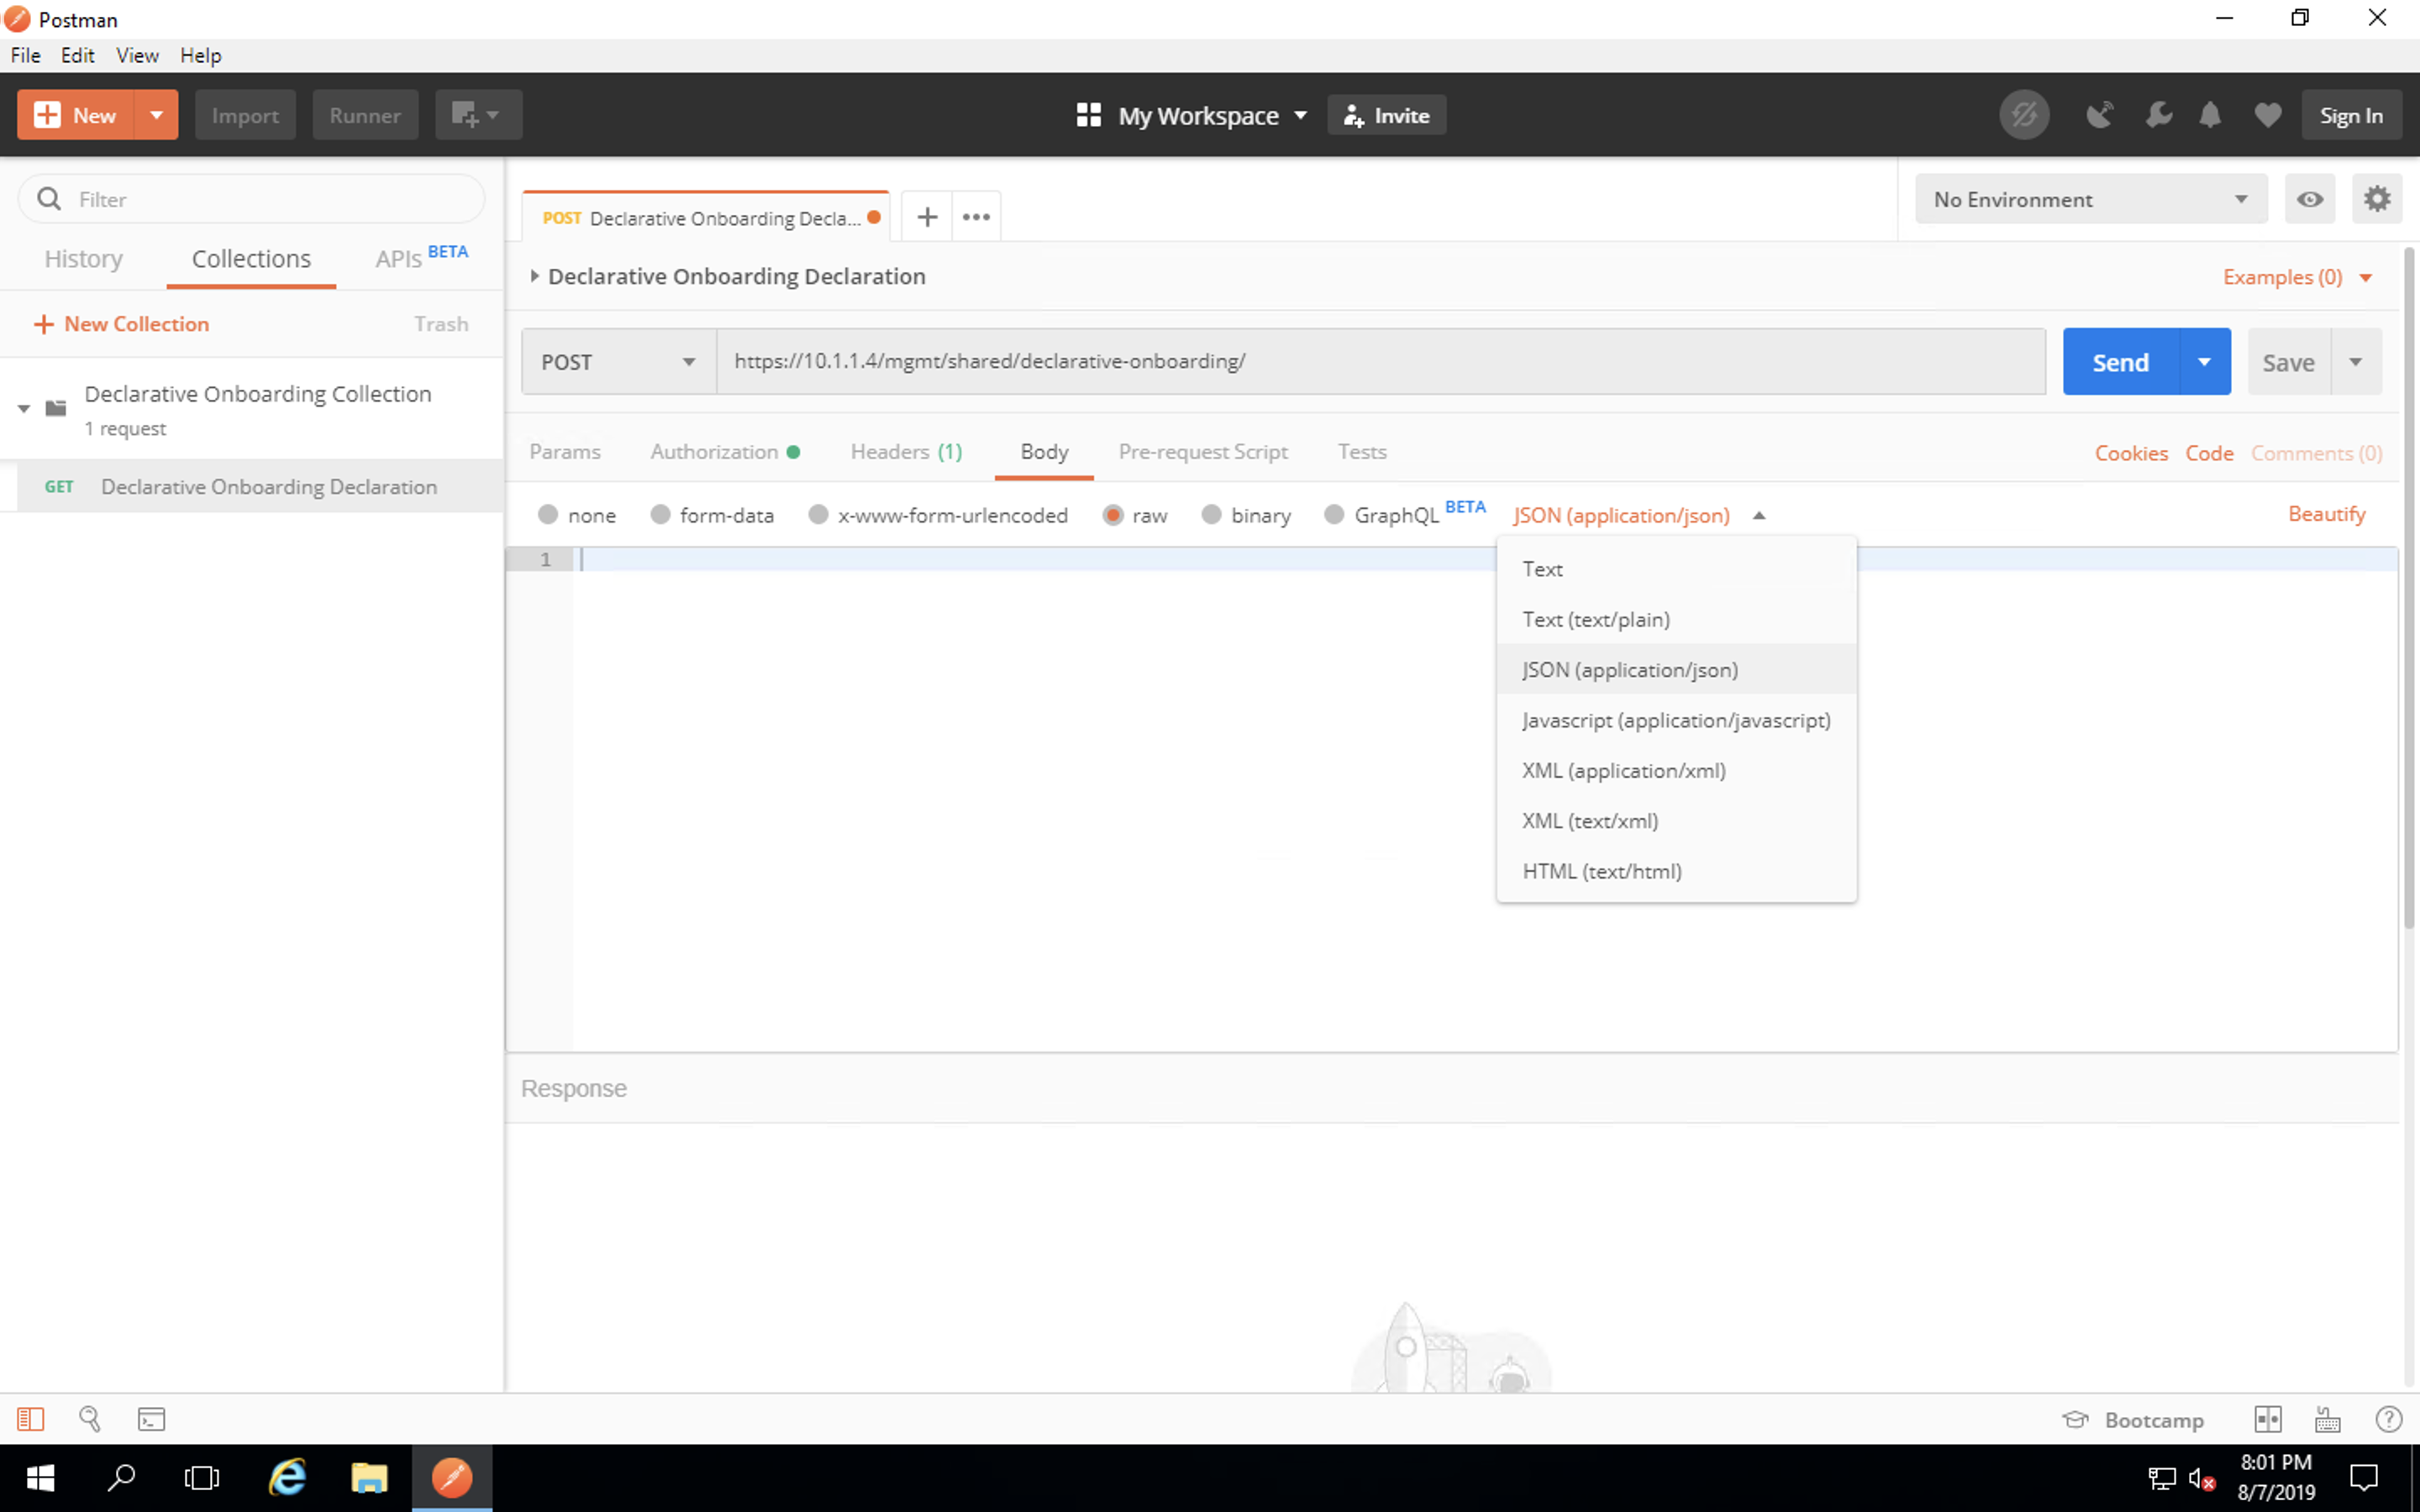 Postman
File Edit View Help
New Import Runner My Workspace Invite Sign In
Filter
History Collections APIs BETA
+ New Collection Trash
Declarative Onboarding Collection
1 request
GET Declarative Onboarding Declaration
POST Declarative Onboarding Decla... + •••
No Environment
Declarative Onboarding Declaration
Examples (0)
POST https://10.1.1.4/mgmt/shared/declarative-onboarding/ Send Save
Params Authorization Headers (1) Body Pre-request Script Tests Cookies Code Comments (0)
none form-data x-www-form-urlencoded raw binary GraphQL BETA JSON (application/json) Beautify
1
Text
Text (text/plain)
JSON (application/json)
Javascript (application/javascript)
XML (application/xml)
XML (text/xml)
HTML (text/html)
Response
Bootcamp
8:01 PM
8/7/2019